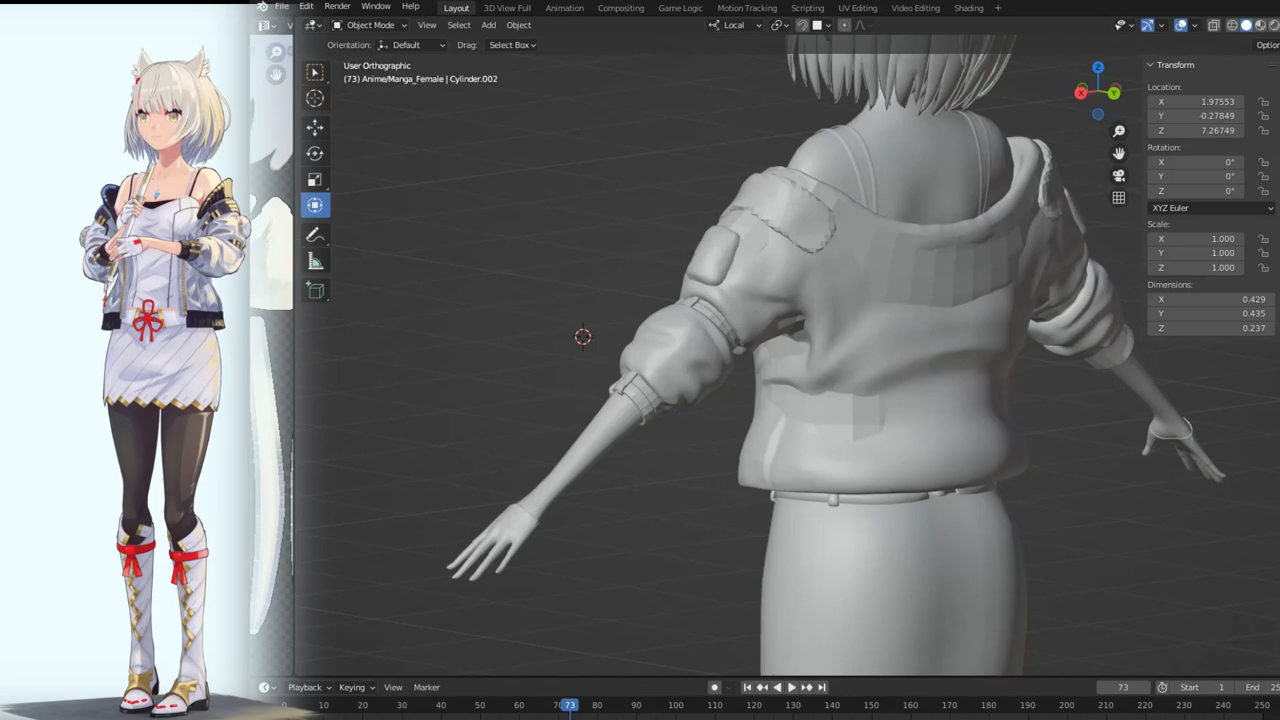 File Edit Render Window Help Layout 3D View Full Animation Compositing Game Logic Motion Tracking Scripting UV Editing Video Editing Shading +
Object Mode View Select Add Object Local
Orientation: Default Drag: Select Box
User Orthographic
(73) Anime/Manga_Female | Cylinder.002
Z
X
Y
Transform
Location:
X 1.97553
Y -0.27849
Z 7.26749
Rotation:
X 0°
Y 0°
Z 0°
XYZ Euler
Scale:
X 1.000
Y 1.000
Z 1.000
Dimensions:
X 0.429
Y 0.435
Z 0.237
Playback Keying View Marker 73 Start 1 End
0 10 20 30 40 50 60 73 80 90 100 110 120 130 140 150 160 170 180 190 200 210 220 230 240 250